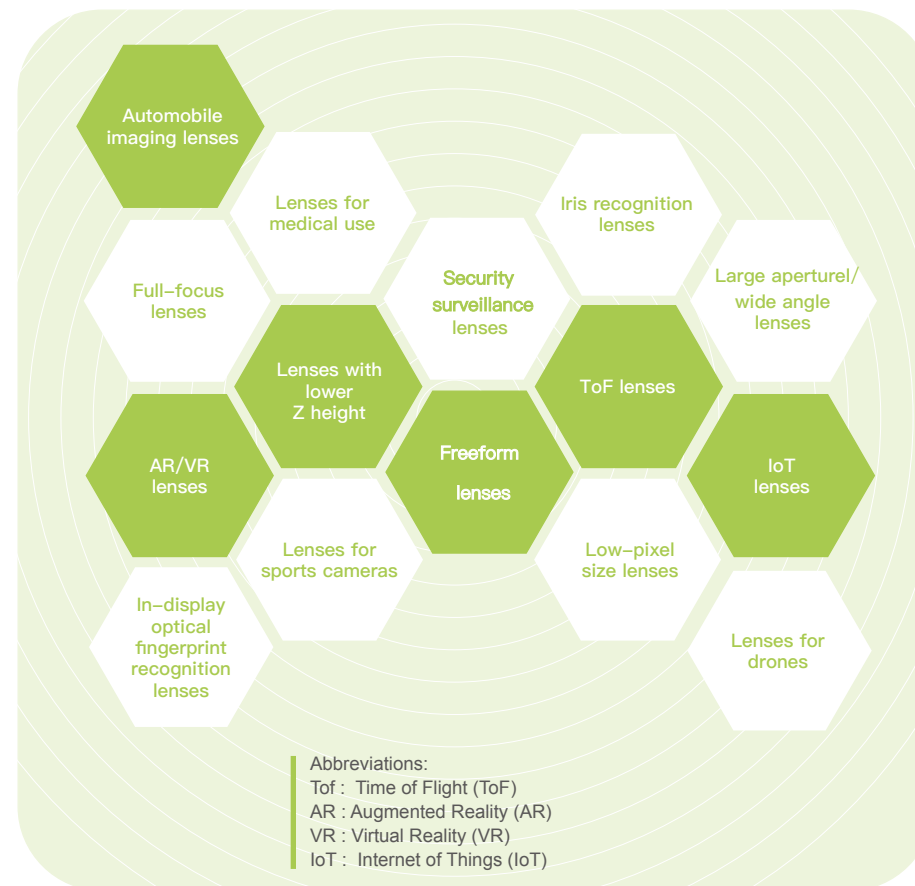 Automobile
imaging lenses
Lenses for
medical use
Iris recognition
lenses
Full-focus
lenses
Security
surveillance
lenses
Large aperturel/
wide angle
lenses
Lenses with
lower
Z height
ToF lenses
AR/VR
lenses
Freeform
lenses
IoT
lenses
Lenses for
sports cameras
Low-pixel
size lenses
In-display
optical
fingerprint
recognition
lenses
Lenses for
drones
Abbreviations:
Tof : Time of Flight (ToF)
AR : Augmented Reality (AR)
VR : Virtual Reality (VR)
IoT : Internet of Things (IoT)